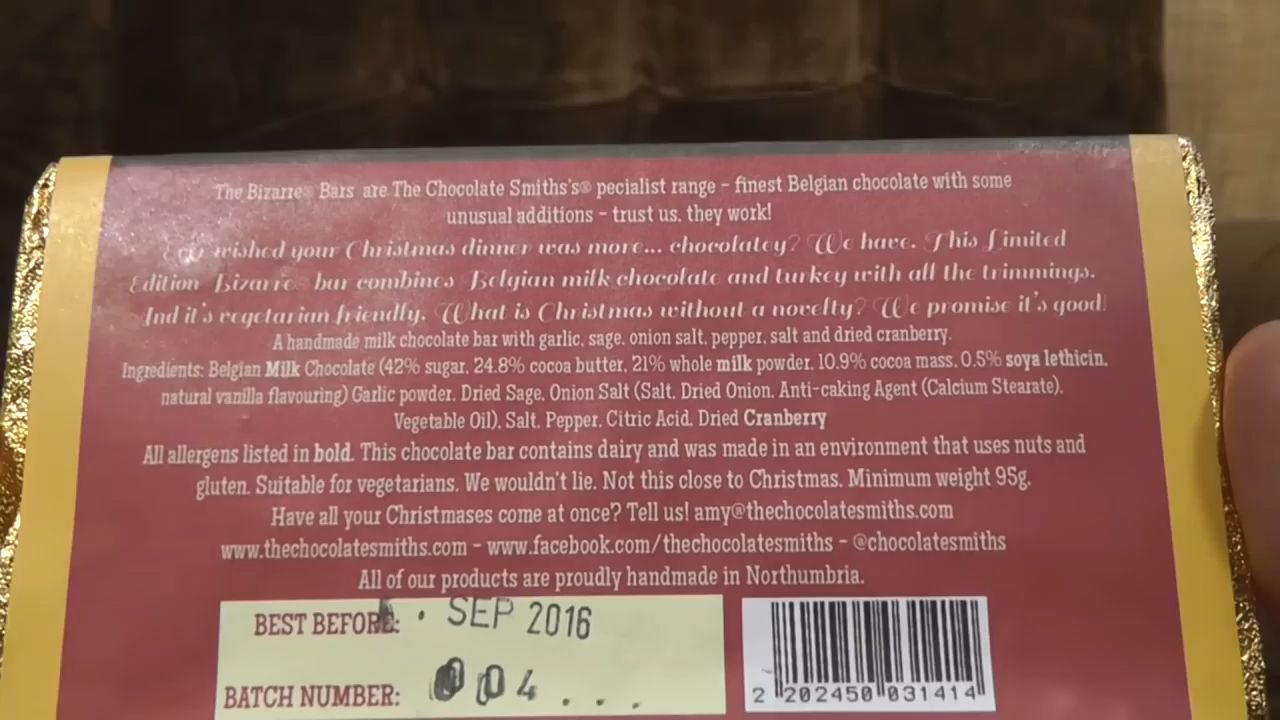 The Bizarre® Bars are The Chocolate Smiths's® pecialist range - finest Belgian chocolate with some
unusual additions - trust us, they work!
Ever wished your Christmas dinner was more... chocolatey? We have. This Limited
Edition Bizarre® bar combines Belgian milk chocolate and turkey with all the trimmings.
And it's vegetarian friendly. What is Christmas without a novelty? We promise it's good!
A handmade milk chocolate bar with garlic, sage, onion salt, pepper, salt and dried cranberry.
Ingredients: Belgian Milk Chocolate (42% sugar, 24.8% cocoa butter, 21% whole milk powder, 10.9% cocoa mass, 0.5% soya lethicin,
natural vanilla flavouring) Garlic powder, Dried Sage, Onion Salt (Salt, Dried Onion, Anti-caking Agent (Calcium Stearate),
Vegetable Oil), Salt, Pepper, Citric Acid, Dried Cranberry
All allergens listed in bold. This chocolate bar contains dairy and was made in an environment that uses nuts and
gluten. Suitable for vegetarians. We wouldn't lie. Not this close to Christmas. Minimum weight 95g.
Have all your Christmases come at once? Tell us! amy@thechocolatesmiths.com
www.thechocolatesmiths.com - www.facebook.com/thechocolatesmiths - @chocolatesmiths
All of our products are proudly handmade in Northumbria.
BEST BEFORE: . SEP 2016
BATCH NUMBER: 004...
2 202450 031414